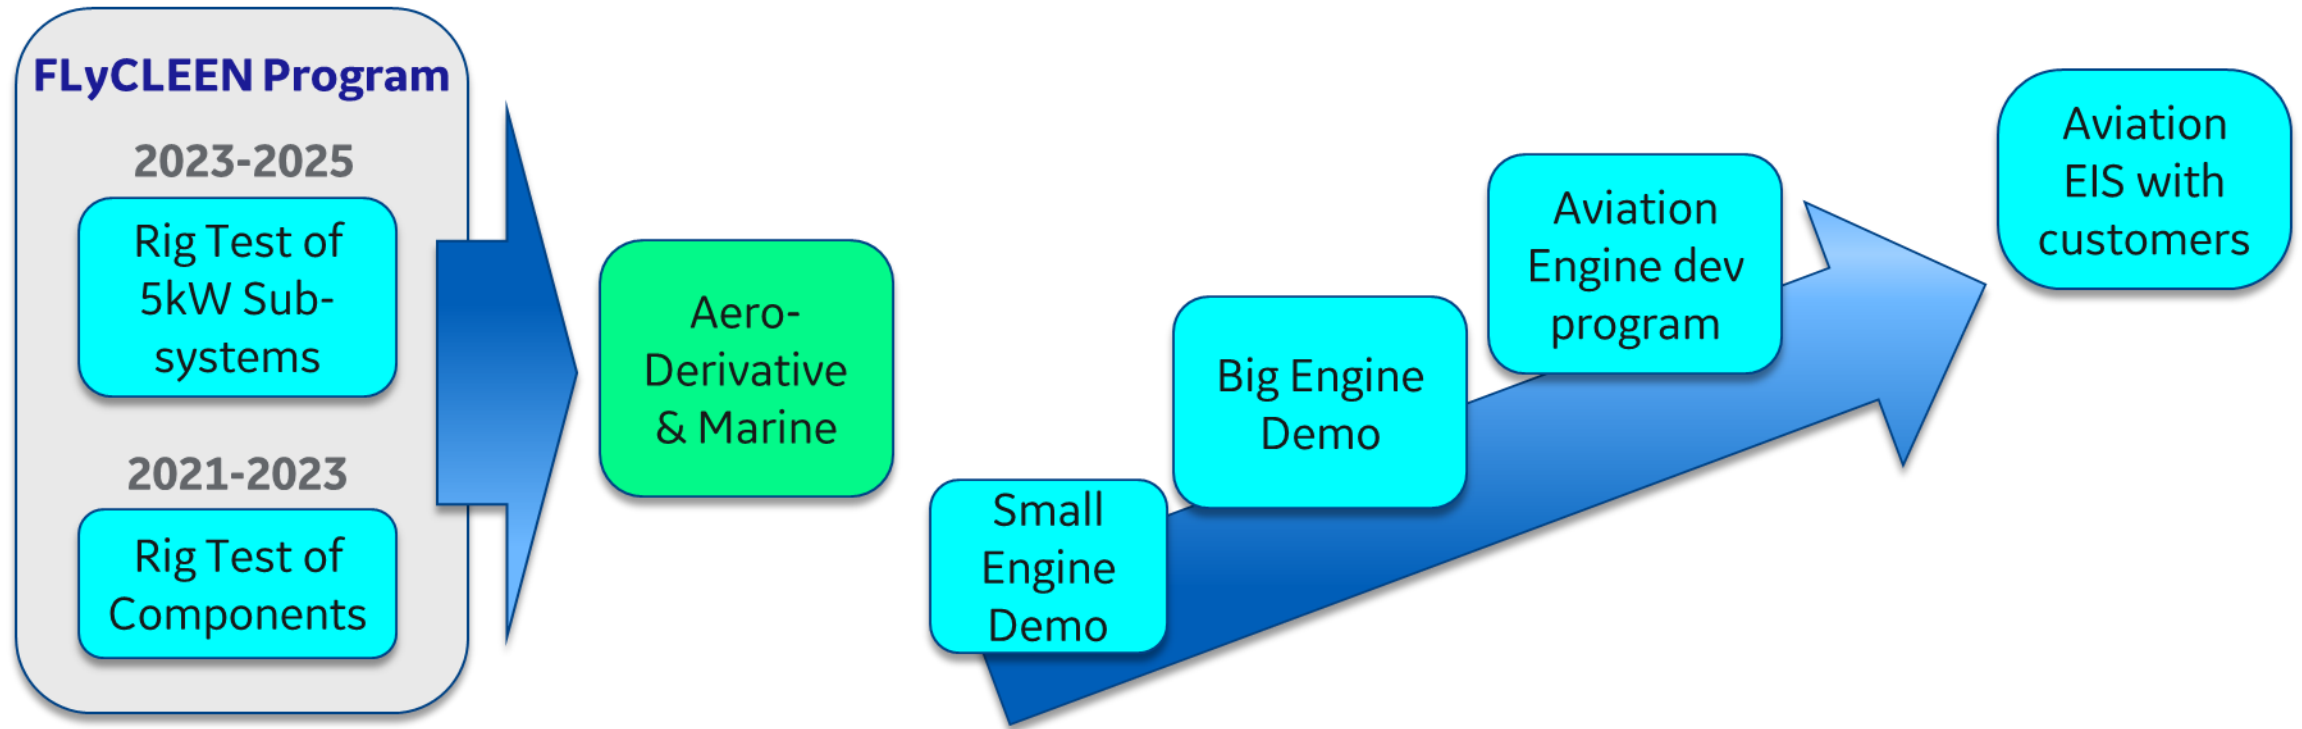 FLyCLEEN Program
2023-2025
Rig Test of
5kW Sub-
systems
2021-2023
Rig Test of
Components
Aero-
Derivative
& Marine
Small
Engine
Demo
Big Engine
Demo
Aviation
Engine dev
program
Aviation
EIS with
customers